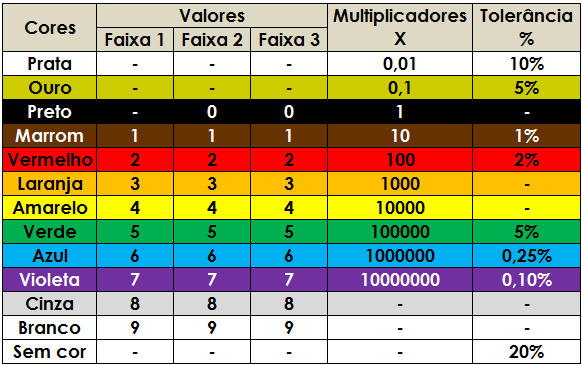 Cores Valores Multiplicadores X Tolerância %
Faixa 1 Faixa 2 Faixa 3
Prata - - - 0,01 10%
Ouro - - - 0,1 5%
Preto - 0 0 1 -
Marrom 1 1 1 10 1%
Vermelho 2 2 2 100 2%
Laranja 3 3 3 1000 -
Amarelo 4 4 4 10000 -
Verde 5 5 5 100000 5%
Azul 6 6 6 1000000 0,25%
Violeta 7 7 7 10000000 0,10%
Cinza 8 8 8 - -
Branco 9 9 9 - -
Sem cor - - - - 20%